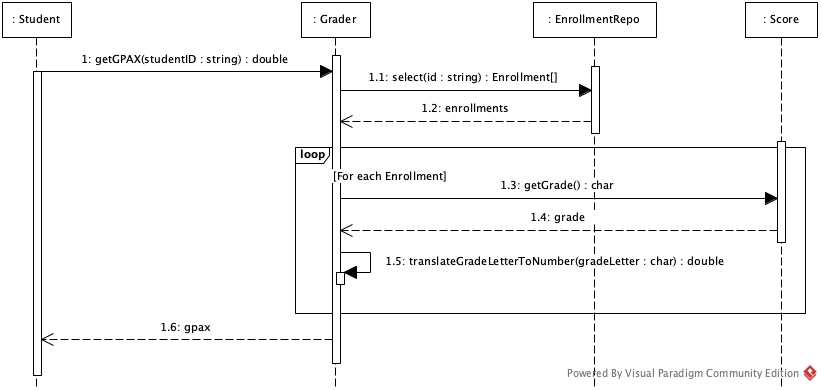 : Student
: Grader
: EnrollmentRepo
: Score
1: getGPAX(studentID : string) : double
1.1: select(id : string) : Enrollment[]
1.2: enrollments
loop
[For each Enrollment]
1.3: getGrade() : char
1.4: grade
1.5: translateGradeLetterToNumber(gradeLetter : char) : double
1.6: gpax
Powered By Visual Paradigm Community Edition